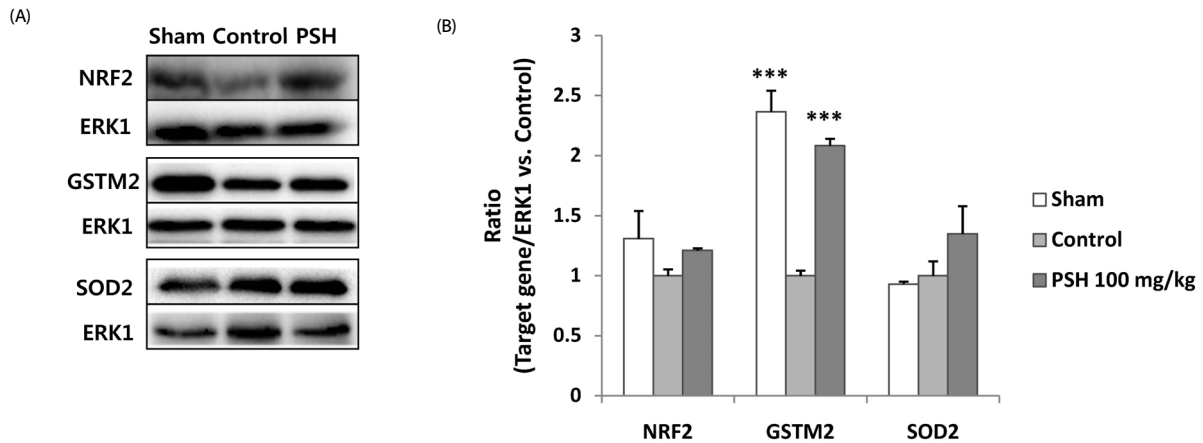 (A)
Sham Control PSH
NRF2
ERK1
GSTM2
ERK1
SOD2
ERK1
(B)
Ratio
(Target gene/ERK1 vs. Control)
3
2.5
2
1.5
1
0.5
0
***
***
NRF2
GSTM2
SOD2
Sham
Control
PSH 100 mg/kg